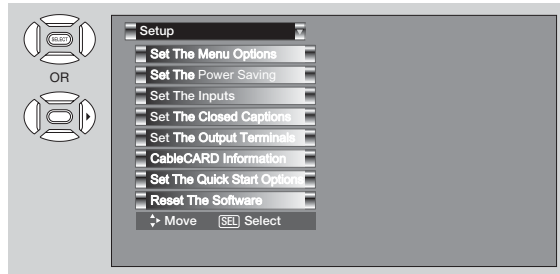 SELECT
OR
Setup
Set The Menu Options
Set The Power Saving
Set The Inputs
Set The Closed Captions
Set The Output Terminals
CableCARD Information
Set The Quick Start Options
Reset The Software
Move SEL Select